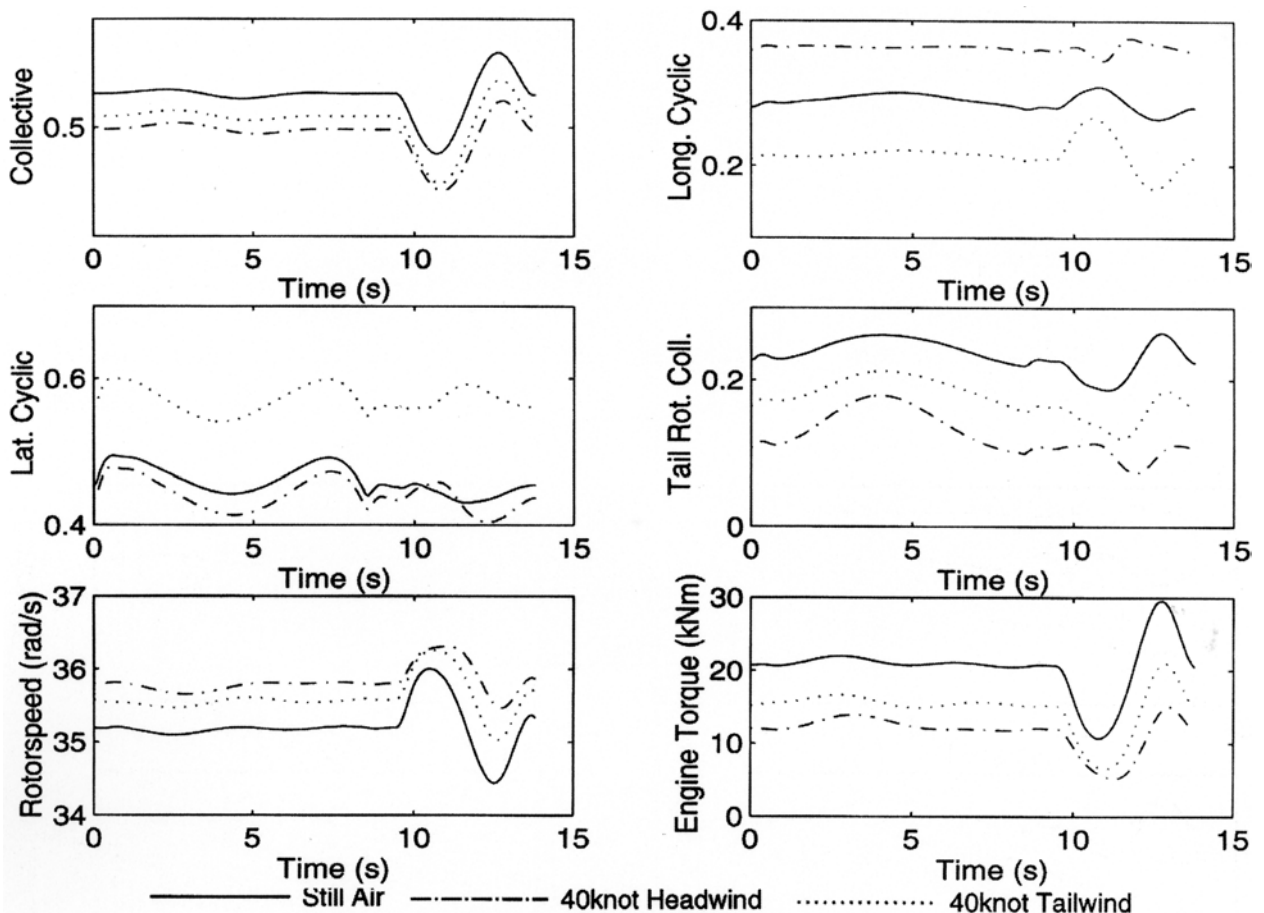 Collective
0.5
0 5 10 15
Time (s)
Long. Cyclic
0.4
0.2
0 5 10 15
Time (s)
Lat. Cyclic
0.6
0.4
0 5 10 15
Time (s)
Tail Rot. Coll.
0.2
0
0 5 10 15
Time (s)
Rotorspeed (rad/s)
37
36
35
34
0 5 10 15
Time (s)
Engine Torque (kNm)
30
20
10
0
0 5 10 15
Time (s)
Still Air 40knot Headwind 40knot Tailwind